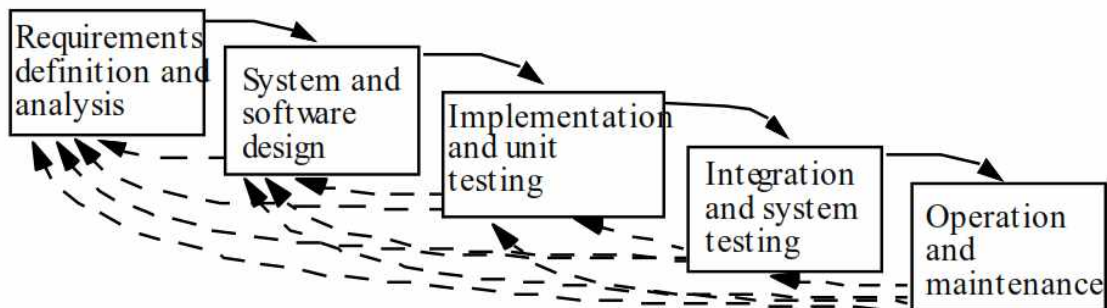 Requirements
definition and
analysis
System and
software
design
Implementation
and unit
testing
Integration
and system
testing
Operation
and
maintenance